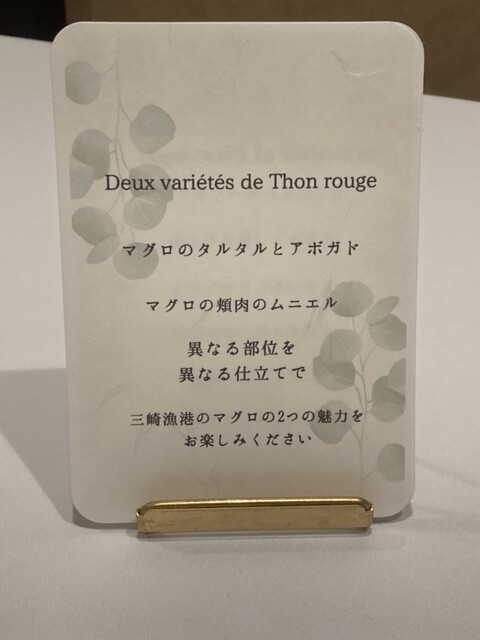 Deux variétés de Thon rouge
マグロのタルタルとアボガド
マグロの頬肉のムニエル
異なる部位を
異なる仕立てで
三崎漁港のマグロの2つの魅力を
お楽しみください